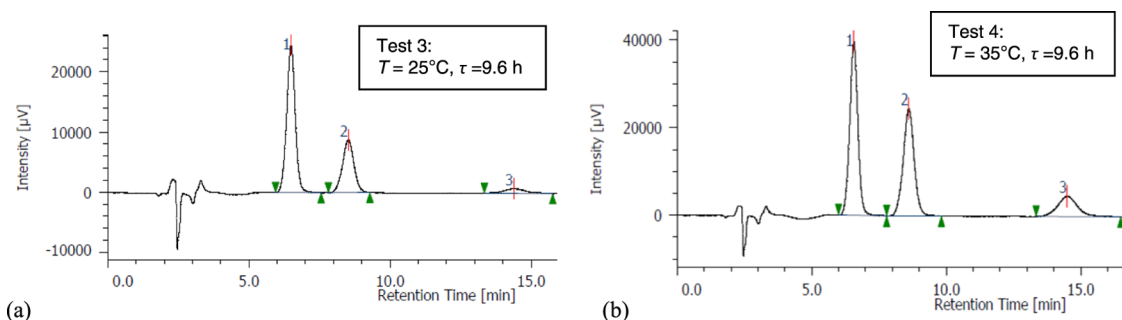 Test 3:
T = 25°C, τ =9.6 h
Intensity [µV]
20000
10000
0
-10000
1
2
3
0.0 5.0 10.0 15.0
Retention Time [min]
(a)
Test 4:
T = 35°C, τ =9.6 h
Intensity [µV]
40000
20000
0
1
2
3
0.0 5.0 10.0 15.0
Retention Time [min]
(b)